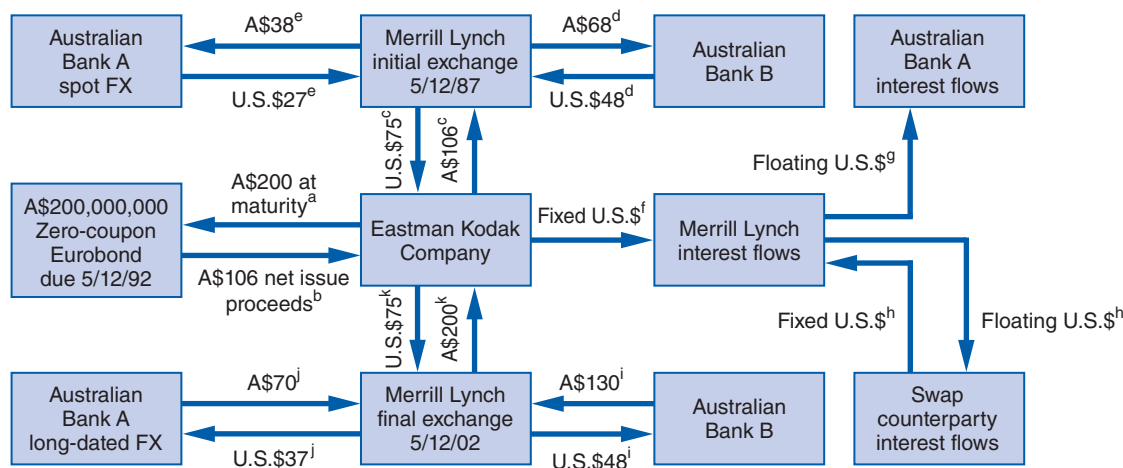 Australian
Bank A
spot FX
A$38e
U.S.$27e
Merrill Lynch
initial exchange
5/12/87
A$68d
U.S.$48d
Australian
Bank B
Australian
Bank A
interest flows
U.S.$75c
A$106c
Floating U.S.$g
A$200,000,000
Zero-coupon
Eurobond
due 5/12/92
A$200 at
maturitya
A$106 net issue
proceedsb
Eastman Kodak
Company
Fixed U.S.$f
Merrill Lynch
interest flows
U.S.$75k
A$200k
Fixed U.S.$h
Floating U.S.$h
Australian
Bank A
long-dated FX
A$70j
U.S.$37j
Merrill Lynch
final exchange
5/12/02
A$130i
U.S.$48i
Australian
Bank B
Swap
counterparty
interest flows